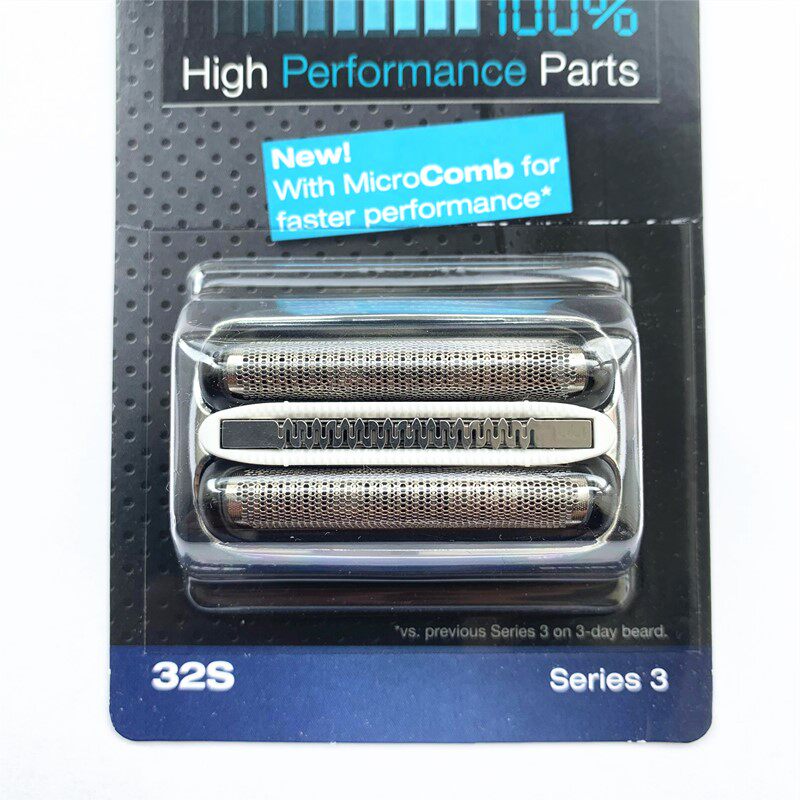 100%
High Performance Parts
New!
With MicroComb for
faster performance*
*vs. previous Series 3 on 3-day beard.
32S
Series 3